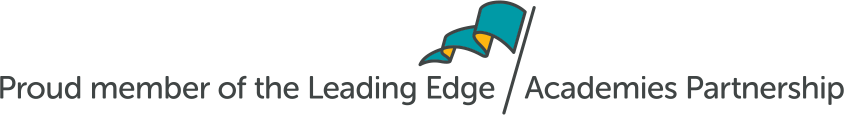 Proud member of the Leading Edge Academies Partnership